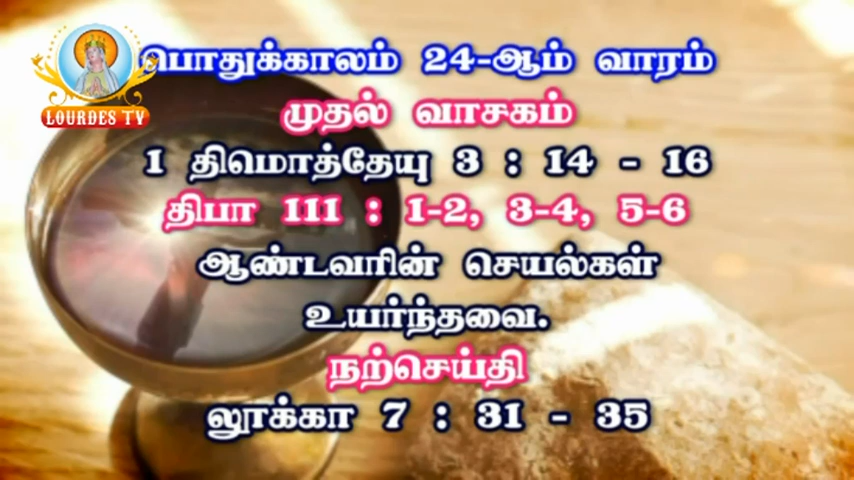 LOURDES TV
பொதுக்காலம் 24-ஆம் வாரம்
முதல் வாசகம்
1 திமொத்தேயு 3 : 14 - 16
திபா 111 : 1-2, 3-4, 5-6
ஆண்டவரின் செயல்கள்
உயர்ந்தவை.
நற்செய்தி
லூக்கா 7 : 31 - 35